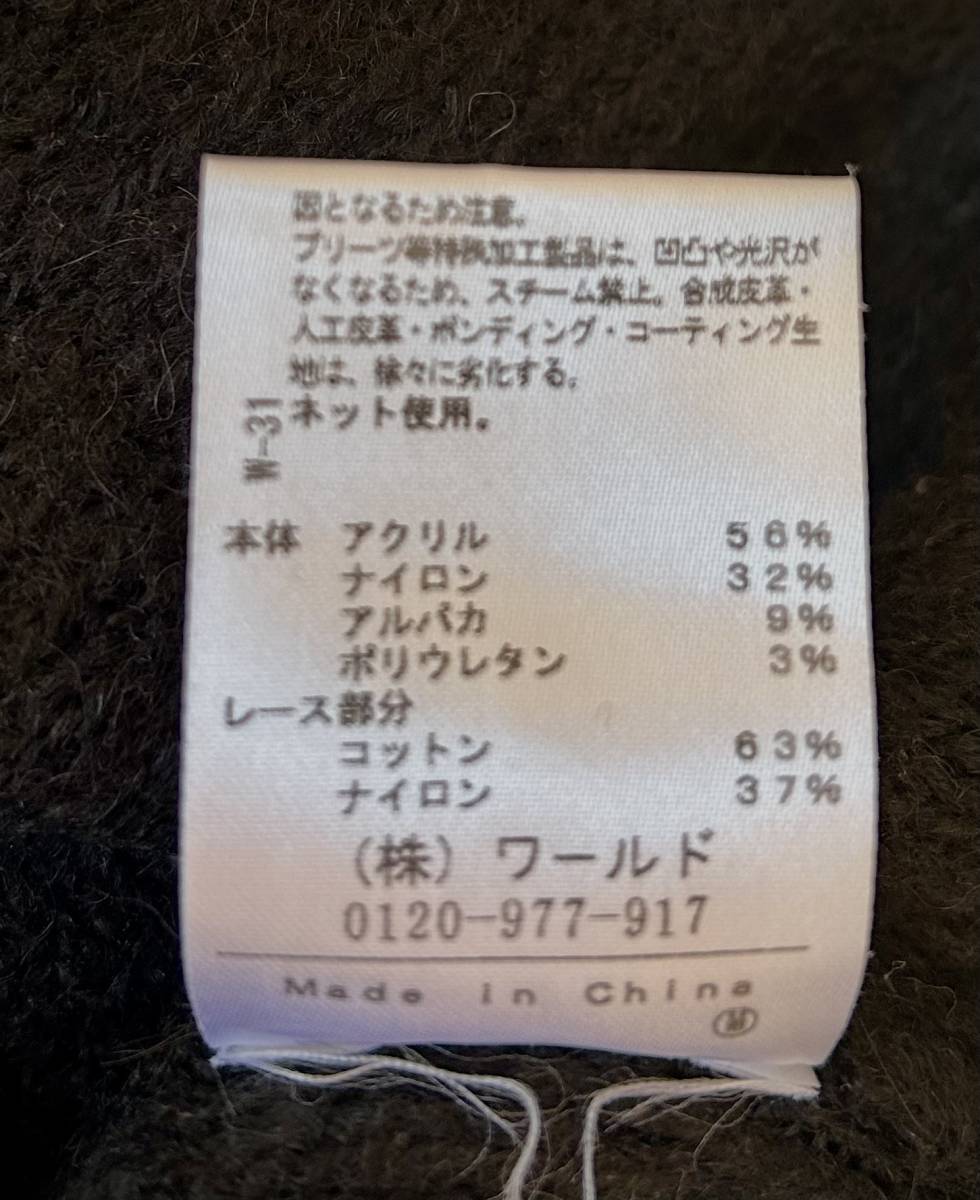 因となるため注意。
プリーツ等特殊加工製品は、凹凸や光沢が
なくなるため、スチーム禁止。合成皮革・
人工皮革・ボンディング・コーティング生
地は、徐々に劣化する。
ネット使用。
W-31
本体 アクリル 56%
ナイロン 32%
アルパカ 9%
ポリウレタン 3%
レース部分
コットン 63%
ナイロン 37%
(株) ワールド
0120-977-917
Made in China